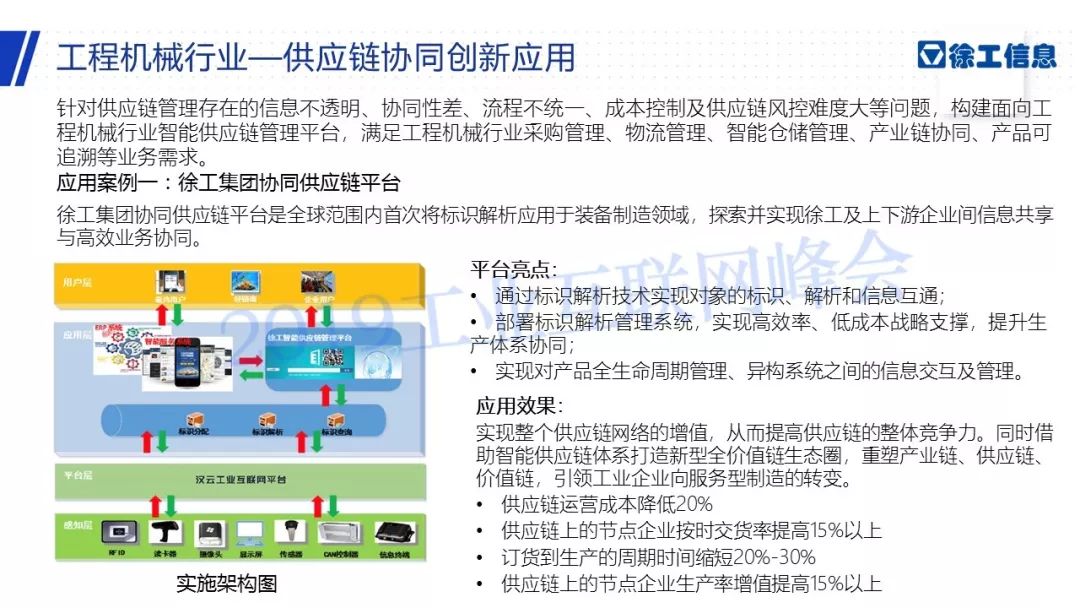 工程机械行业—供应链协同创新应用
徐工信息
针对供应链管理存在的信息不透明、协同性差、流程不统一、成本控制及供应链风控难度大等问题，构建面向工
程机械行业智能供应链管理平台，满足工程机械行业采购管理、物流管理、智能仓储管理、产业链协同、产品可
追溯等业务需求。
应用案例一：徐工集团协同供应链平台
徐工集团协同供应链平台是全球范围内首次将标识解析应用于装备制造领域，探索并实现徐工及上下游企业间信息共享
与高效业务协同。
2019工业互联网峰会
用户层
经销商
企业用户
应用层
ERP系统
智能服务系统
徐工智能供应链管理平台
标识分配
标识解析
标识查询
平台层
汉云工业互联网平台
感知层
RFID
读卡器
摄像头
显示屏
传感器
CAN控制器
信息终端
实施架构图
平台亮点：
• 通过标识解析技术实现对象的标识、解析和信息互通；
• 部署标识解析管理系统，实现高效率、低成本战略支撑，提升生
产体系协同；
• 实现对产品全生命周期管理、异构系统之间的信息交互及管理。
应用效果：
实现整个供应链网络的增值，从而提高供应链的整体竞争力。同时借
助智能供应链体系打造新型全价值链生态圈，重塑产业链、供应链、
价值链，引领工业企业向服务型制造的转变。
• 供应链运营成本降低20%
• 供应链上的节点企业按时交货率提高15%以上
• 订货到生产的周期时间缩短20%-30%
• 供应链上的节点企业生产率增值提高15%以上